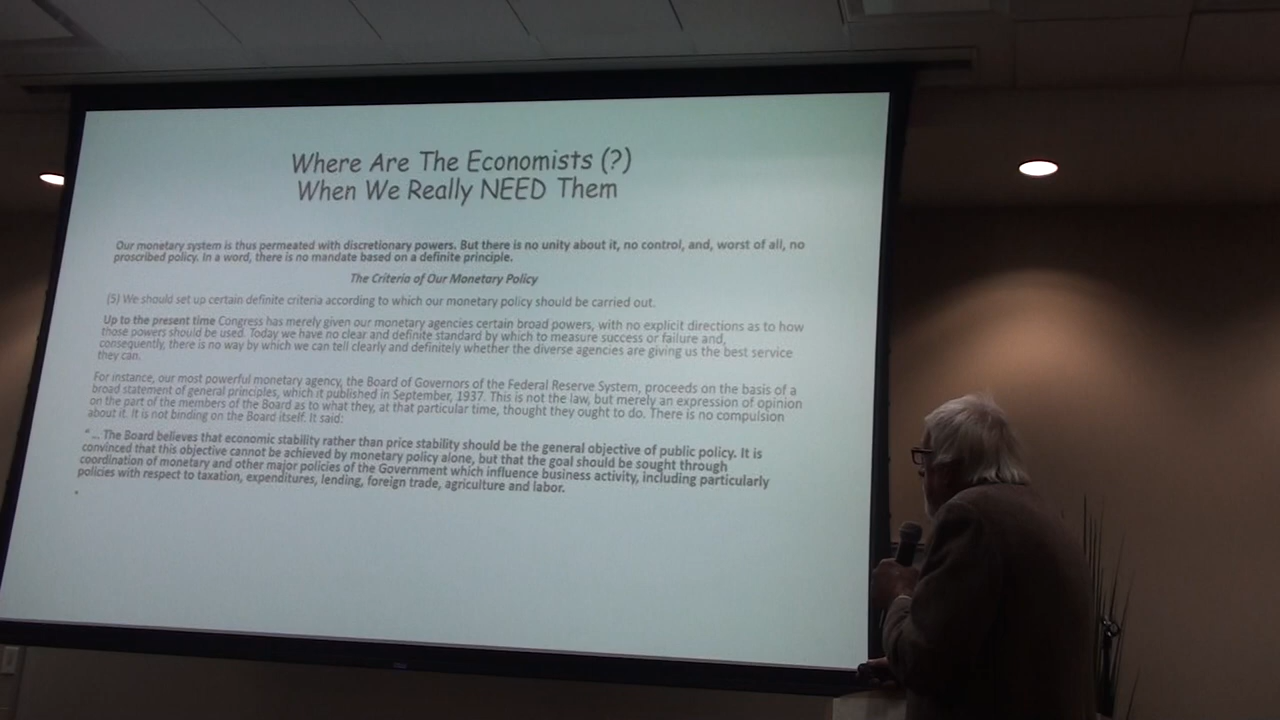 Where Are The Economists (?)
When We Really NEED Them
Our monetary system is thus permeated with discretionary powers. But there is no unity about it, no control, and, worst of all, no
proscribed policy. In a word, there is no mandate based on a definite principle.
The Criteria of Our Monetary Policy
(5) We should set up certain definite criteria according to which our monetary policy should be carried out.
Up to the present time Congress has merely given our monetary agencies certain broad powers, with no explicit directions as to how
those powers should be used. Today we have no clear and definite standard by which to measure success or failure and,
consequently, there is no way by which we can tell clearly and definitely whether the diverse agencies are giving us the best service
they can.
For instance, our most powerful monetary agency, the Board of Governors of the Federal Reserve System, proceeds on the basis of a
broad statement of general principles, which it published in September, 1937. This is not the law, but merely an expression of opinion
on the part of the members of the Board as to what they, at that particular time, thought they ought to do. There is no compulsion
about it. It is not binding on the Board itself. It said:
“ ... The Board believes that economic stability rather than price stability should be the general objective of public policy. It is
convinced that this objective cannot be achieved by monetary policy alone, but that the goal should be sought through
coordination of monetary and other major policies of the Government which influence business activity, including particularly
policies with respect to taxation, expenditures, lending, foreign trade, agriculture and labor.